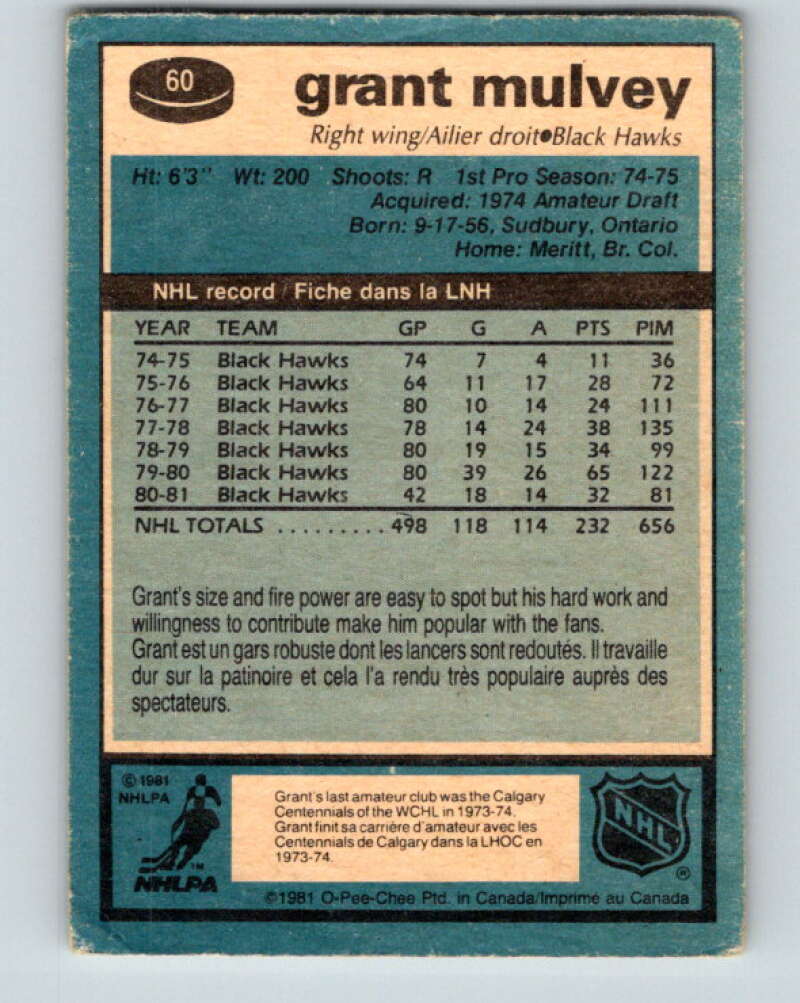 60
grant mulvey
Right wing/Ailier droit●Black Hawks
Ht: 6'3" Wt: 200 Shoots: R 1st Pro Season: 74-75
Acquired: 1974 Amateur Draft
Born: 9-17-56, Sudbury, Ontario
Home: Meritt, Br. Col.
NHL record / Fiche dans la LNH
YEAR TEAM GP G A PTS PIM
74-75 Black Hawks 74 7 4 11 36
75-76 Black Hawks 64 11 17 28 72
76-77 Black Hawks 80 10 14 24 111
77-78 Black Hawks 78 14 24 38 135
78-79 Black Hawks 80 19 15 34 99
79-80 Black Hawks 80 39 26 65 122
80-81 Black Hawks 42 18 14 32 81
NHL TOTALS .......... 498 118 114 232 656
Grant's size and fire power are easy to spot but his hard work and
willingness to contribute make him popular with the fans.
Grant est un gars robuste dont les lancers sont redoutés. Il travaille
dur sur la patinoire et cela l'a rendu très populaire auprès des
spectateurs.
© 1981
NHLPA
TM
NHLPA
Grant's last amateur club was the Calgary
Centennials of the WCHL in 1973-74.
Grant finit sa carrière d'amateur avec les
Centennials de Calgary dans la LHOC en
1973-74.
NHL
®
©1981 O-Pee-Chee Ptd. in Canada/Imprimé au Canada